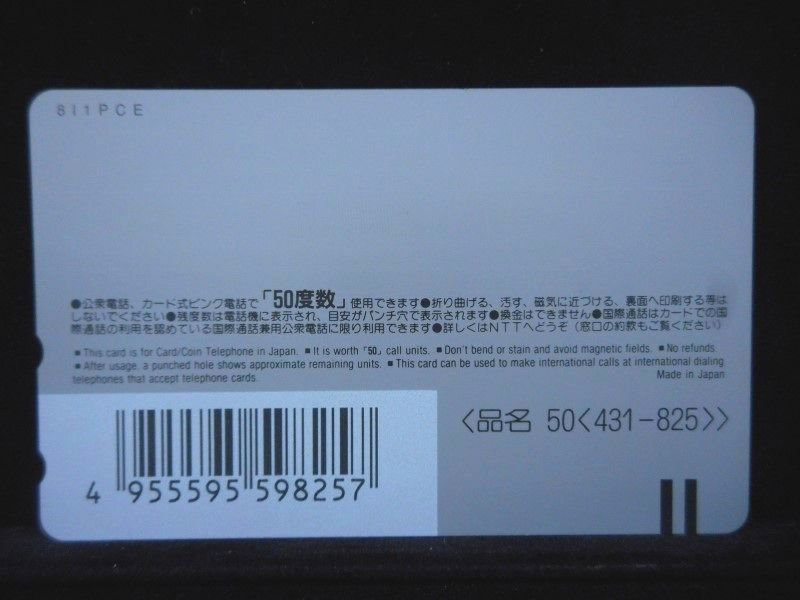 8I1PCE
●公衆電話、カード式ピンク電話で「50度数」使用できます●折り曲げる、汚す、磁気に近づける、裏面へ印刷する等は
しないでください●残度数は電話機に表示され、目安がパンチ穴で表示されます●換金はできません●国際通話はカードでの国
際通話の利用を認めている国際通話兼用公衆電話に限り利用できます●詳しくはNTTへどうぞ(窓口の約款もご覧ください)
■This card is for Card/Coin Telephone in Japan. ■It is worth「50」call units. ■Don't bend or stain and avoid magnetic fields. ■No refunds.
■After usage, a punched hole shows approximate remaining units. ■This card can be used to make international calls at international dialing
telephones that accept telephone cards.
Made in Japan
〈品名 50〈431-825〉〉
4 955595 598257